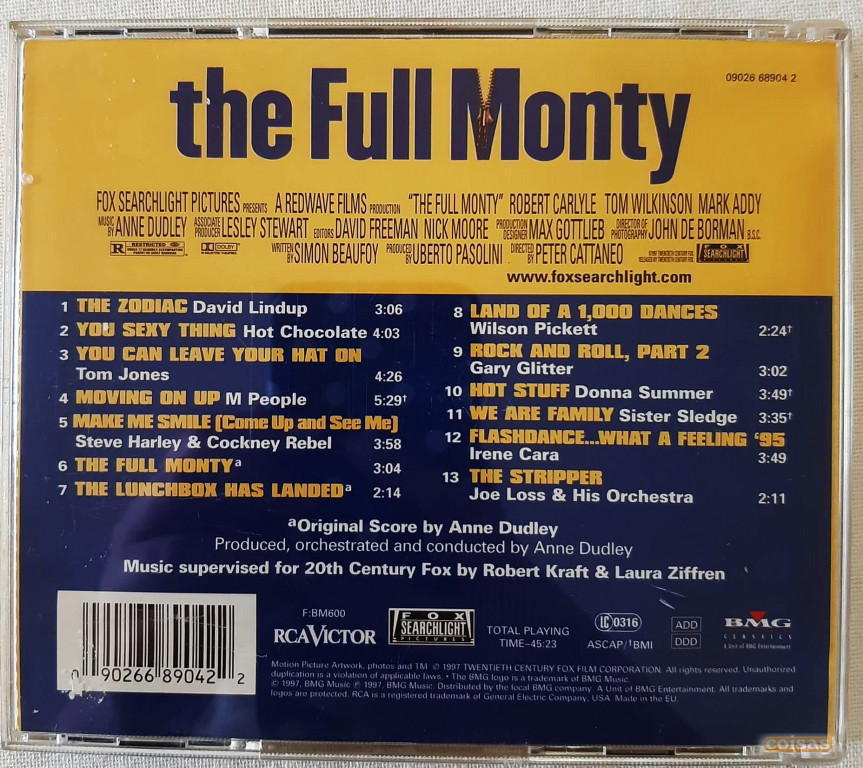 the Full Monty
09026 68904 2
FOX SEARCHLIGHT PICTURES PRESENTS A REDWAVE FILMS PRODUCTION "THE FULL MONTY" ROBERT CARLYLE TOM WILKINSON MARK ADDY
MUSIC BY ANNE DUDLEY ASSOCIATE PRODUCER LESLEY STEWART EDITORS DAVID FREEMAN NICK MOORE PRODUCTION DESIGNER MAX GOTTLIEB DIRECTOR OF PHOTOGRAPHY JOHN DE BORMAN B.S.C.
R RESTRICTED DOLBY WRITTEN BY SIMON BEAUFOY PRODUCED BY UBERTO PASOLINI DIRECTED BY PETER CATTANEO FOX SEARCHLIGHT
www.foxsearchlight.com
1 THE ZODIAC David Lindup 3:06
2 YOU SEXY THING Hot Chocolate 4:03
3 YOU CAN LEAVE YOUR HAT ON
Tom Jones 4:26
4 MOVING ON UP M People 5:29†
5 MAKE ME SMILE (Come Up and See Me)
Steve Harley & Cockney Rebel 3:58
6 THE FULL MONTYª 3:04
7 THE LUNCHBOX HAS LANDEDª 2:14
8 LAND OF A 1,000 DANCES
Wilson Pickett 2:24†
9 ROCK AND ROLL, PART 2
Gary Glitter 3:02
10 HOT STUFF Donna Summer 3:49†
11 WE ARE FAMILY Sister Sledge 3:35†
12 FLASHDANCE...WHAT A FEELING '95
Irene Cara 3:49
13 THE STRIPPER
Joe Loss & His Orchestra 2:11
ªOriginal Score by Anne Dudley
Produced, orchestrated and conducted by Anne Dudley
Music supervised for 20th Century Fox by Robert Kraft & Laura Ziffren
0 90266 89042 2
F:BM600
RCA VICTOR
FOX SEARCHLIGHT PICTURES
TOTAL PLAYING
TIME–45:23
LC 0316
ASCAP/†BMI
ADD
DDD
BMG
CLASSICS
A Unit of BMG Entertainment
Motion Picture Artwork, photos and TM © 1997 TWENTIETH CENTURY FOX FILM CORPORATION. All rights reserved. Unauthorized
duplication is a violation of applicable laws. • The BMG logo is a trademark of BMG Music.
© 1997, BMG Music ℗ 1997, BMG Music. Distributed by the local BMG company. A Unit of BMG Entertainment. All trademarks and
logos are protected. RCA is a registered trademark of General Electric Company, USA. Made in the EU.
coisas